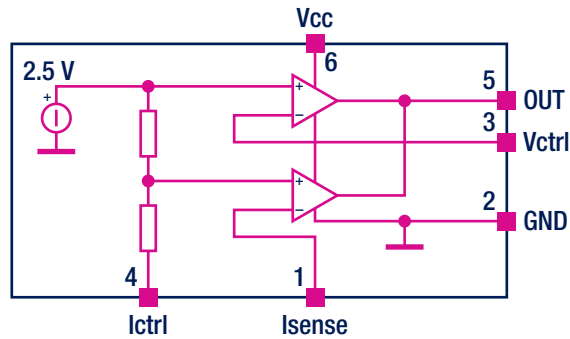 Vcc
6
2.5 V
+
+
−
5
OUT
3
Vctrl
+
−
2
GND
4
1
Ictrl
Isense